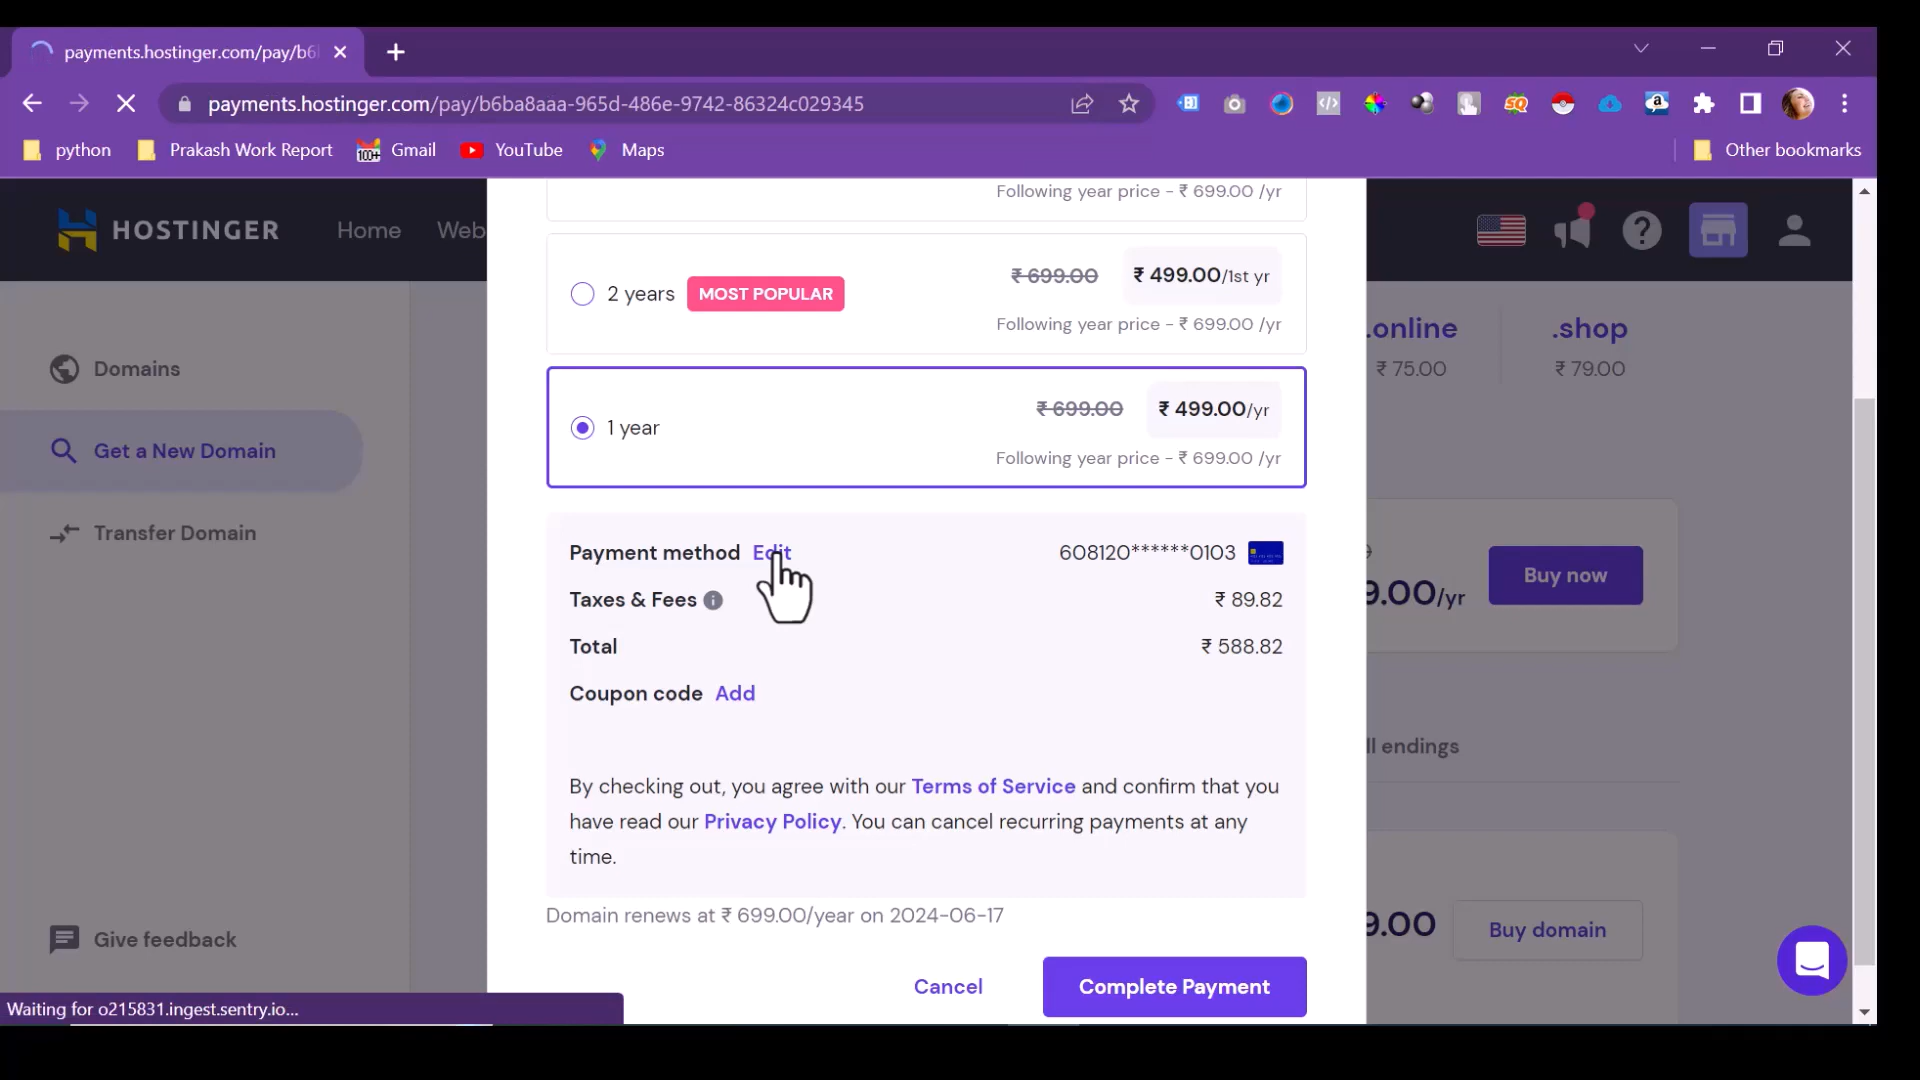 payments.hostinger.com/pay/b6
payments.hostinger.com/pay/b6ba8aaa-965d-486e-9742-86324c029345
python Prakash Work Report 100+ Gmail YouTube Maps Other bookmarks
HOSTINGER Home Web
Following year price - ₹ 699.00 /yr
2 years MOST POPULAR ₹ 699.00 ₹ 499.00/1st yr
Following year price - ₹ 699.00 /yr
.online .shop
₹ 75.00 ₹ 79.00
Domains
Get a New Domain
Transfer Domain
1 year ₹ 699.00 ₹ 499.00/yr
Following year price - ₹ 699.00 /yr
Payment method Edit 608120******0103
Taxes & Fees ₹ 89.82
Total ₹ 588.82
Coupon code Add
9.00/yr Buy now
ll endings
By checking out, you agree with our Terms of Service and confirm that you
have read our Privacy Policy. You can cancel recurring payments at any
time.
Domain renews at ₹ 699.00/year on 2024-06-17
9.00 Buy domain
Give feedback
Cancel Complete Payment
Waiting for o215831.ingest.sentry.io...